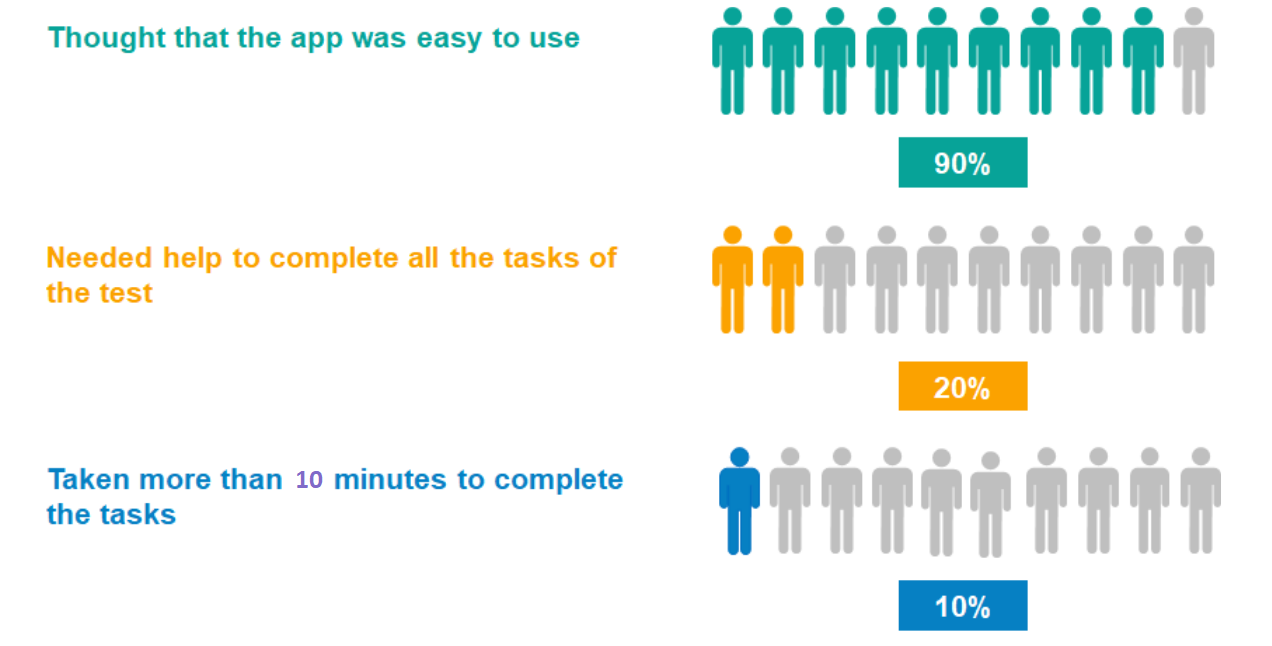 Thought that the app was easy to use
90%
Needed help to complete all the tasks of
the test
20%
Taken more than 10 minutes to complete
the tasks
10%